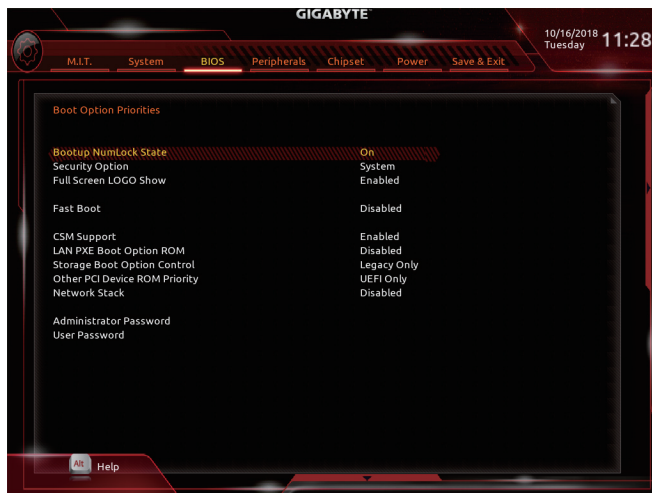 GIGABYTE™
10/16/2018 11:28
Tuesday
M.I.T. System BIOS Peripherals Chipset Power Save & Exit
Boot Option Priorities
Bootup NumLock State On
Security Option System
Full Screen LOGO Show Enabled
Fast Boot Disabled
CSM Support Enabled
LAN PXE Boot Option ROM Disabled
Storage Boot Option Control Legacy Only
Other PCI Device ROM Priority UEFI Only
Network Stack Disabled
Administrator Password
User Password
Alt Help